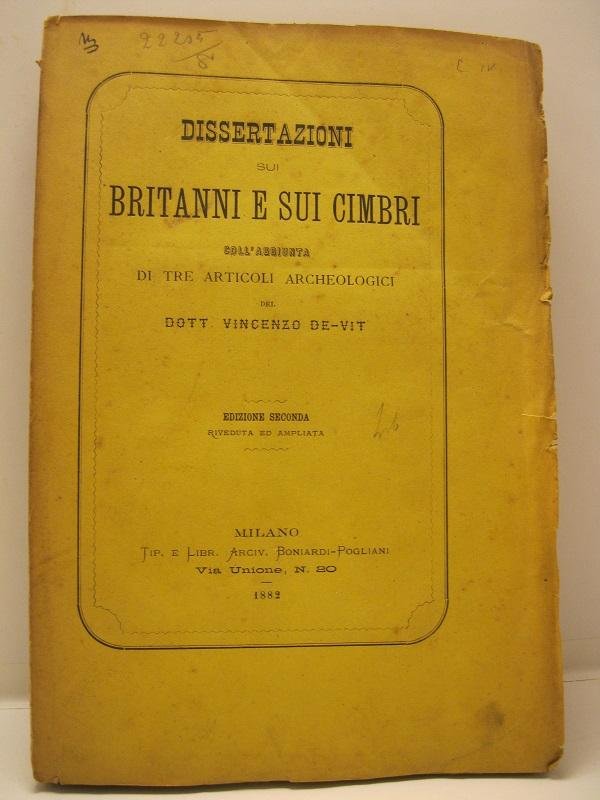 22205
DISSERTAZIONI
SUI
BRITANNI E SUI CIMBRI
COLL'AGGIUNTA
DI TRE ARTICOLI ARCHEOLOGICI
DEL
DOTT. VINCENZO DE-VIT
EDIZIONE SECONDA
RIVEDUTA ED AMPLIATA
MILANO
TIP. E LIBR. ARCIV. BONIARDI-POGLIANI
Via Unione, N. 20
1882